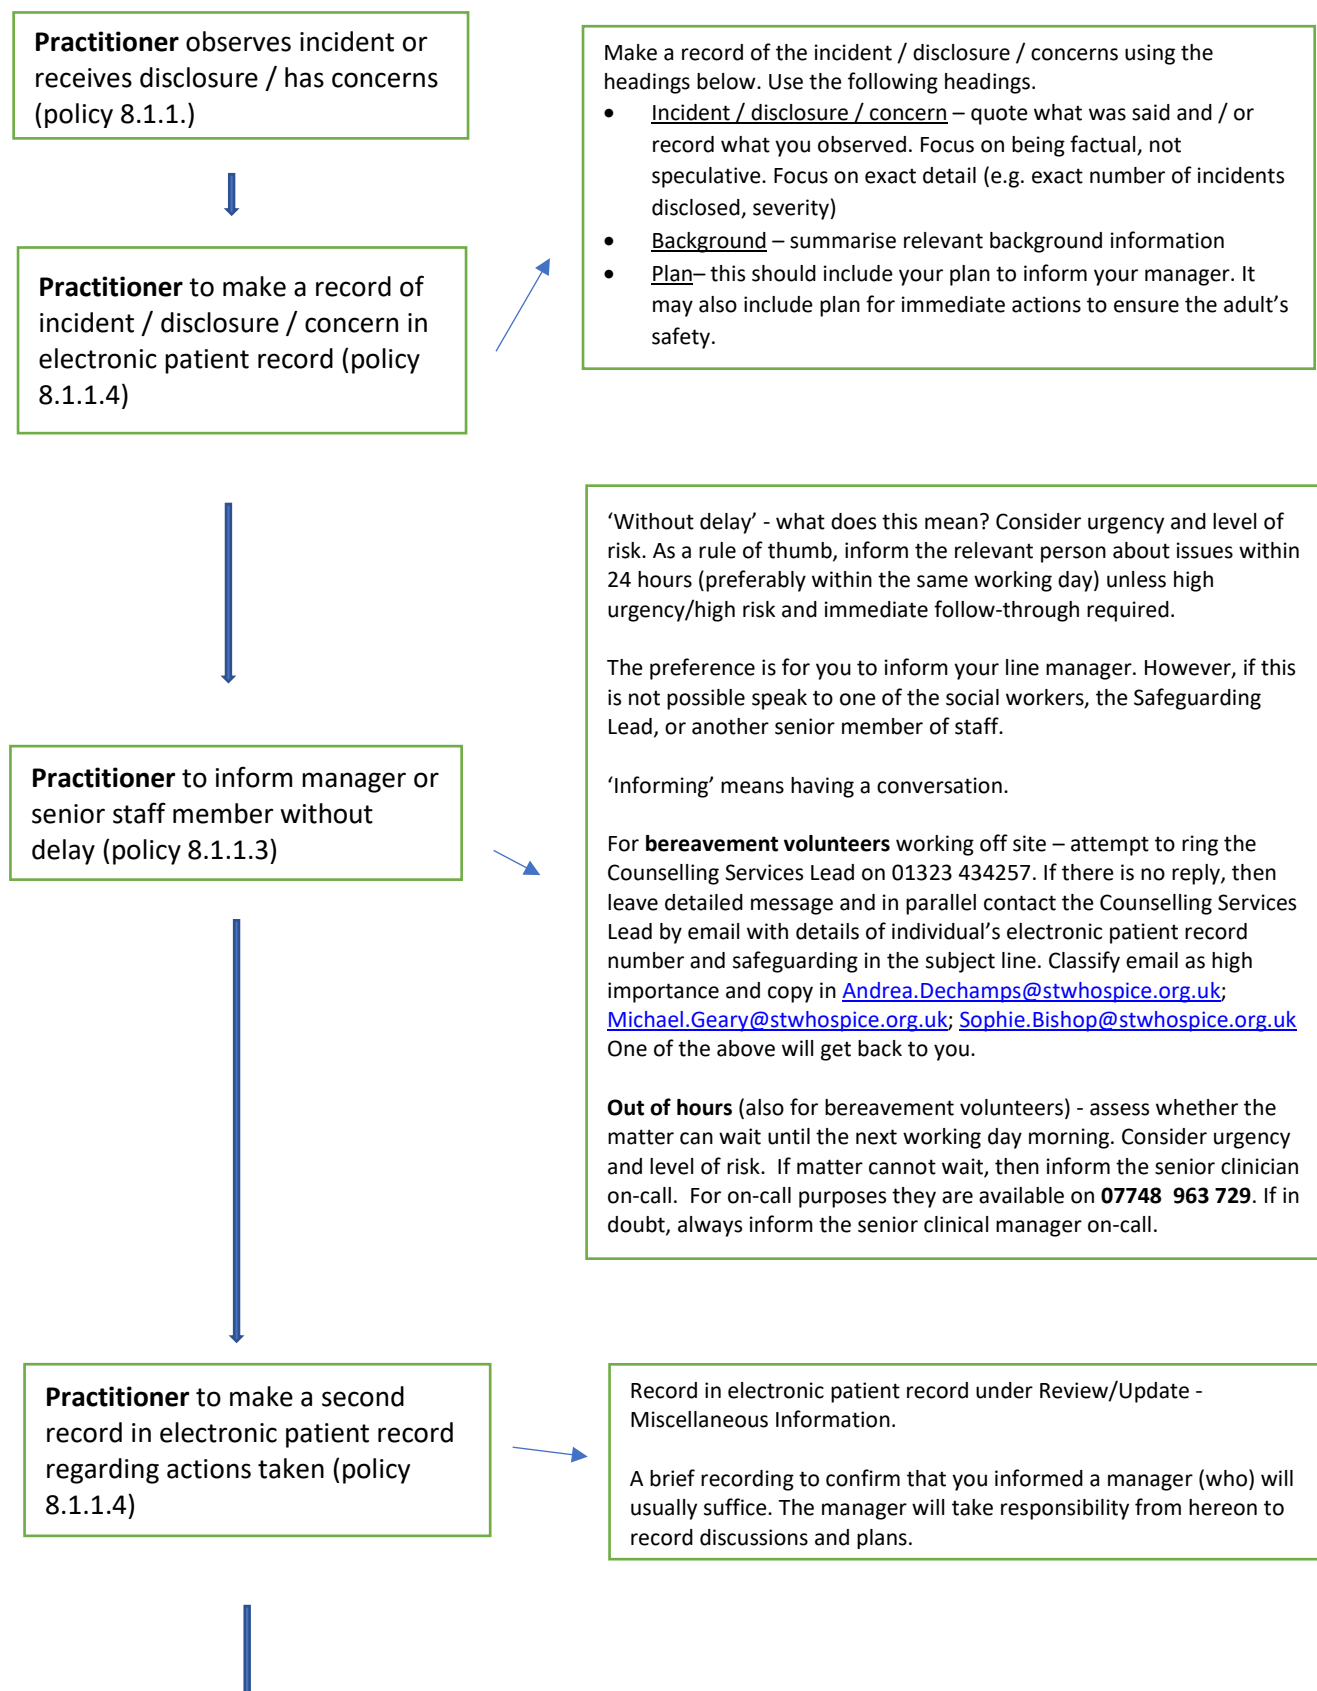 Practitioner observes incident or
receives disclosure / has concerns
(policy 8.1.1.)
Make a record of the incident / disclosure / concerns using the
headings below. Use the following headings.
• Incident / disclosure / concern – quote what was said and / or
record what you observed. Focus on being factual, not
speculative. Focus on exact detail (e.g. exact number of incidents
disclosed, severity)
• Background – summarise relevant background information
• Plan– this should include your plan to inform your manager. It
may also include plan for immediate actions to ensure the adult's
safety.
Practitioner to make a record of
incident / disclosure / concern in
electronic patient record (policy
8.1.1.4)
'Without delay' - what does this mean? Consider urgency and level of
risk. As a rule of thumb, inform the relevant person about issues within
24 hours (preferably within the same working day) unless high
urgency/high risk and immediate follow-through required.
The preference is for you to inform your line manager. However, if this
is not possible speak to one of the social workers, the Safeguarding
Lead, or another senior member of staff.
'Informing' means having a conversation.
For bereavement volunteers working off site – attempt to ring the
Counselling Services Lead on 01323 434257. If there is no reply, then
leave detailed message and in parallel contact the Counselling Services
Lead by email with details of individual's electronic patient record
number and safeguarding in the subject line. Classify email as high
importance and copy in Andrea.Dechamps@stwhospice.org.uk;
Michael.Geary@stwhospice.org.uk; Sophie.Bishop@stwhospice.org.uk
One of the above will get back to you.
Out of hours (also for bereavement volunteers) - assess whether the
matter can wait until the next working day morning. Consider urgency
and level of risk.  If matter cannot wait, then inform the senior clinician
on-call.  For on-call purposes they are available on 07748  963 729. If in
doubt, always inform the senior clinical manager on-call.
Practitioner to inform manager or
senior staff member without
delay (policy 8.1.1.3)
Practitioner to make a second
record in electronic patient record
regarding actions taken (policy
8.1.1.4)
Record in electronic patient record under Review/Update -
Miscellaneous Information.
A brief recording to confirm that you informed a manager (who) will
usually suffice. The manager will take responsibility from hereon to
record discussions and plans.